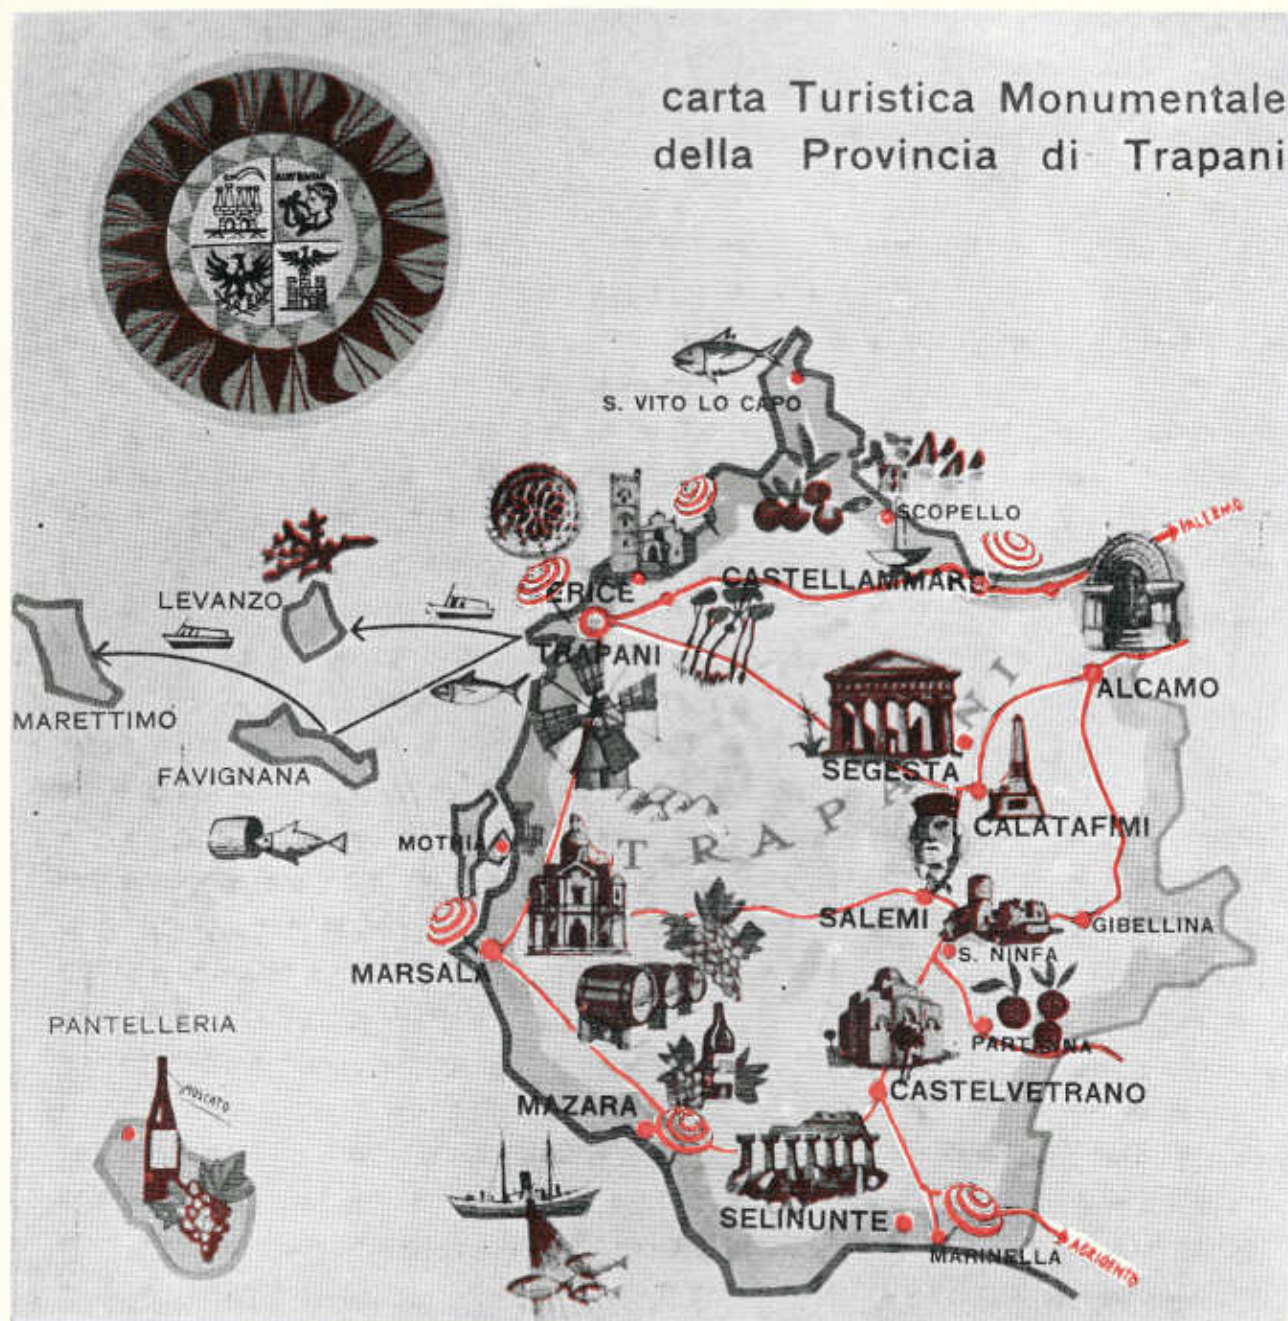 carta Turistica Monumentale
della Provincia di Trapani
S. VITO LO CAPO
SCOPELLO
PALERMO
LEVANZO
ERICE
CASTELLAMMARE
TRAPANI
ALCAMO
MARETTIMO
FAVIGNANA
SEGESTA
CALATAFIMI
MOTHIA
TRAPANI
SALEMI
GIBELLINA
S. NINFA
MARSALA
PANTELLERIA
PARTANNA
MOSCATO
CASTELVETRANO
MAZARA
SELINUNTE
MARINELLA
AGRIGENTO